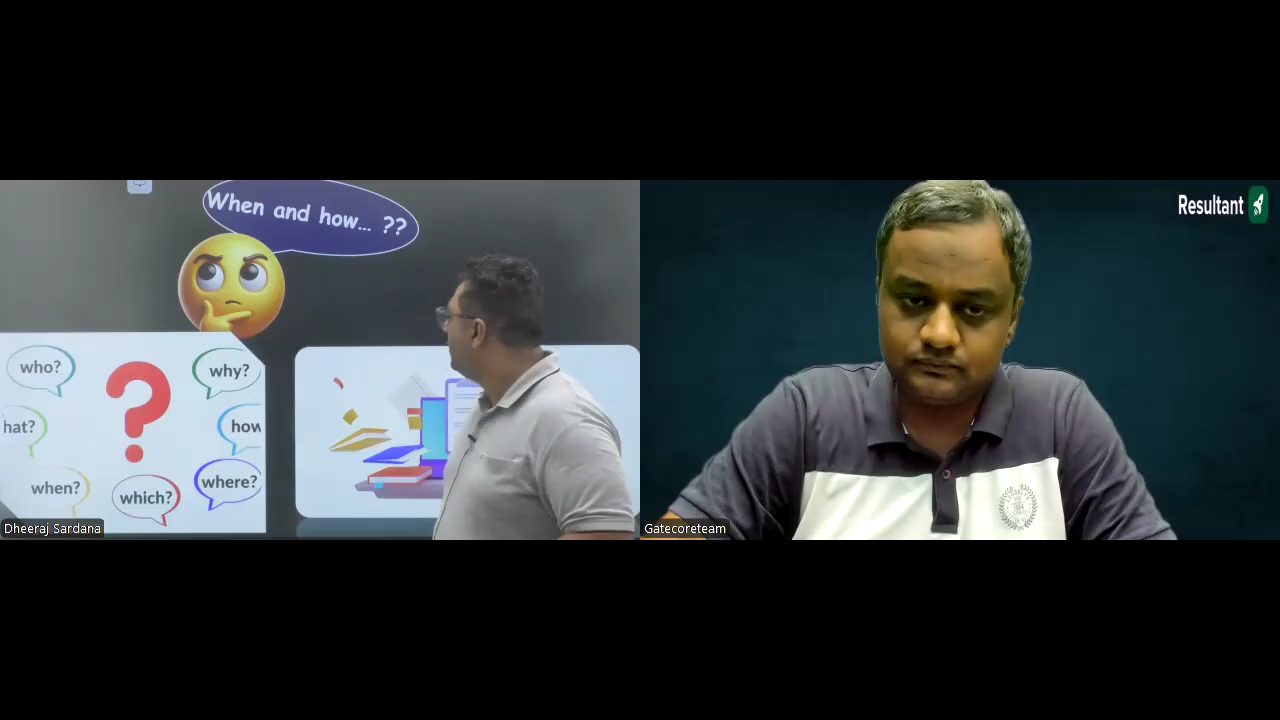 When and how... ??
who?
why?
hat?
how
when?
which?
where?
Dheeraj Sardana
Resultant
Gatecoreteam